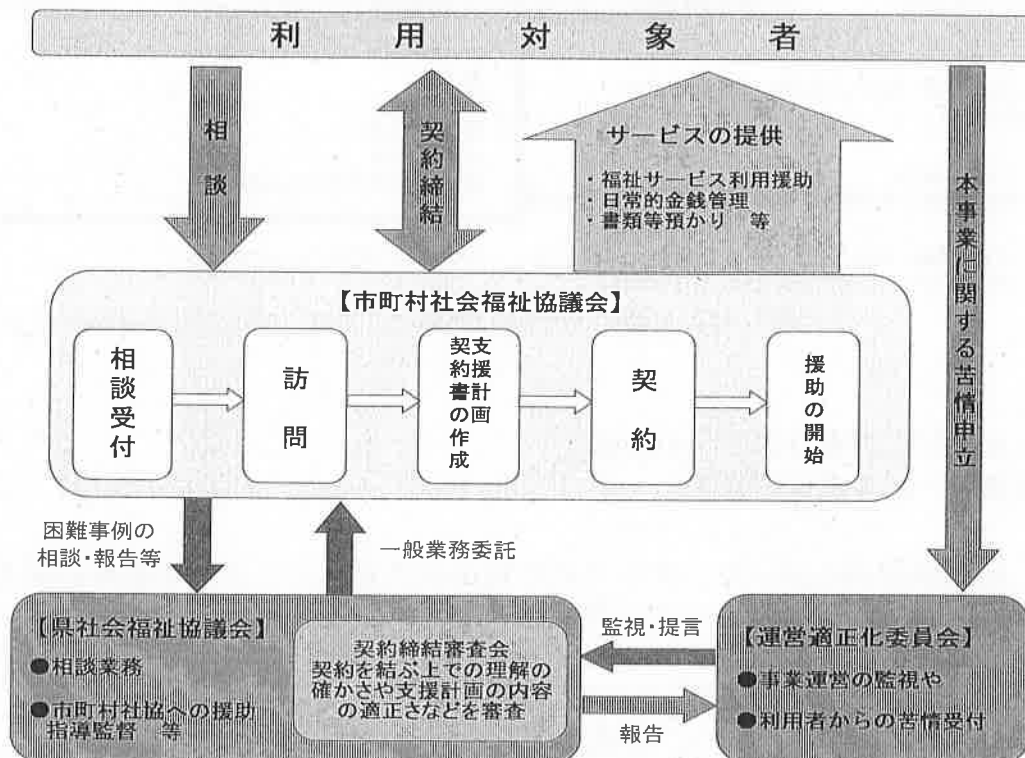 利用対象者
相談
契約締結
サービスの提供
・福祉サービス利用援助
・日常的金銭管理
・書類等預かり 等
本事業に関する苦情申立
【市町村社会福祉協議会】
相談受付
訪問
支援計画
契約書の作成
契約
援助の開始
困難事例の
相談・報告等
一般業務委託
【県社会福祉協議会】
●相談業務
●市町村社協への援助
指導監督 等
契約締結審査会
契約を結ぶ上での理解の
確かさや支援計画の内容
の適正さなどを審査
監視・提言
報告
【運営適正化委員会】
●事業運営の監視や
●利用者からの苦情受付